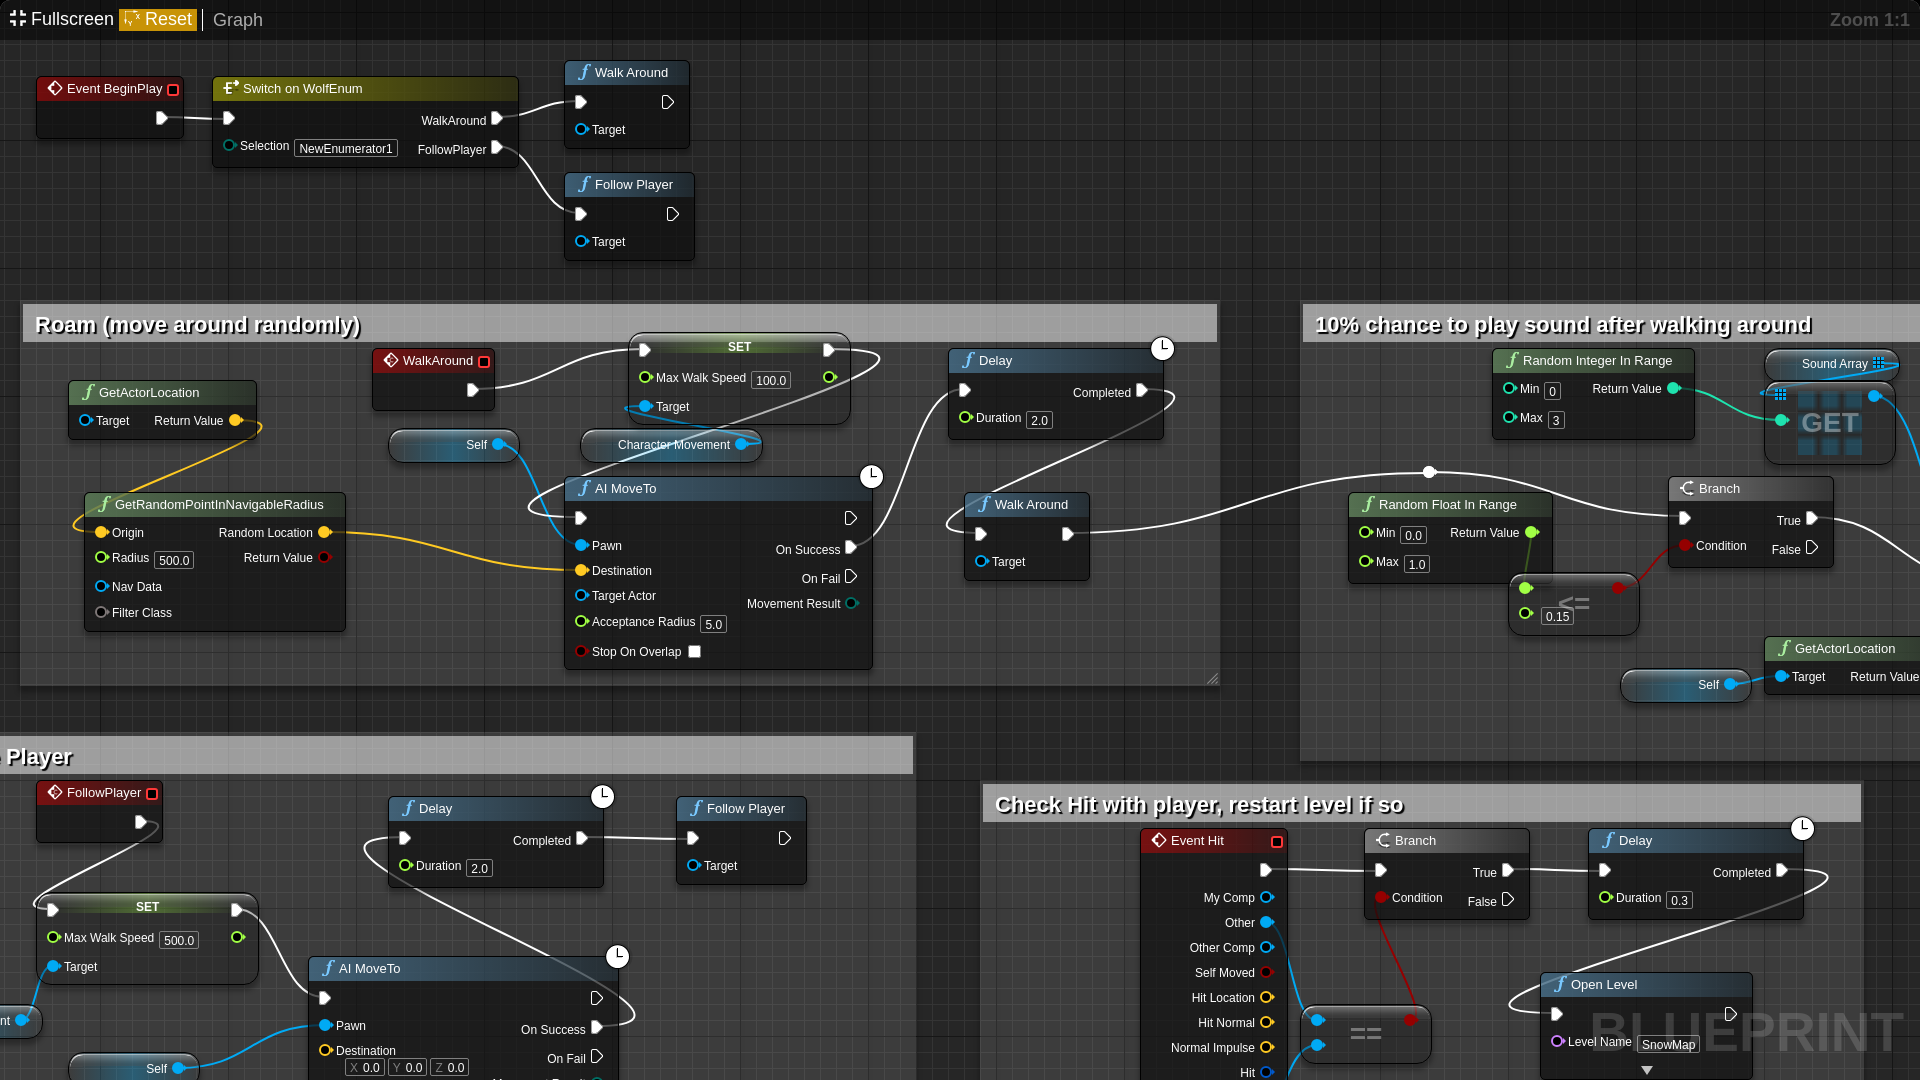 Fullscreen Reset Graph Zoom 1:1
Event BeginPlay
Switch on WolfEnum
WalkAround
Selection NewEnumerator1 FollowPlayer
Walk Around
Target
Follow Player
Target
Roam (move around randomly)
GetActorLocation
Target Return Value
WalkAround
Self
SET
Max Walk Speed 100.0
Target
Character Movement
GetRandomPointInNavigableRadius
Origin Random Location
Radius 500.0 Return Value
Nav Data
Filter Class
AI MoveTo
Pawn On Success
Destination
On Fail
Target Actor
Movement Result
Acceptance Radius 5.0
Stop On Overlap
Delay
Completed
Duration 2.0
Walk Around
Target
10% chance to play sound after walking around
Random Integer In Range
Min 0 Return Value
Max 3
Sound Array
GET
Random Float In Range
Min 0.0 Return Value
Max 1.0
<=
0.15
Branch
True
Condition False
Self
GetActorLocation
Target Return Value
Player
FollowPlayer
SET
Max Walk Speed 500.0
Target
nt
Self
Delay
Completed
Duration 2.0
Follow Player
Target
AI MoveTo
Pawn On Success
Destination
X 0.0 Y 0.0 Z 0.0
On Fail
Check Hit with player, restart level if so
Event Hit
My Comp
Other
Other Comp
Self Moved
Hit Location
Hit Normal
Normal Impulse
Hit
Branch
True
Condition False
==
Delay
Completed
Duration 0.3
Open Level
Level Name SnowMap
BLUEPRINT